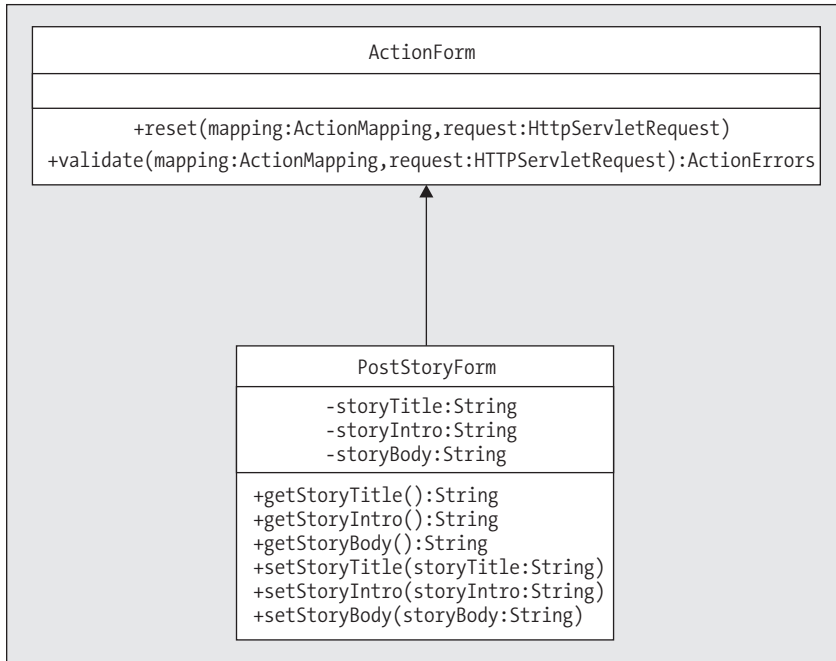 ActionForm
+reset(mapping:ActionMapping,request:HttpServletRequest)
+validate(mapping:ActionMapping,request:HTTPServletRequest):ActionErrors
PostStoryForm
-storyTitle:String
-storyIntro:String
-storyBody:String
+getStoryTitle():String
+getStoryIntro():String
+getStoryBody():String
+setStoryTitle(storyTitle:String)
+setStoryIntro(storyIntro:String)
+setStoryBody(storyBody:String)